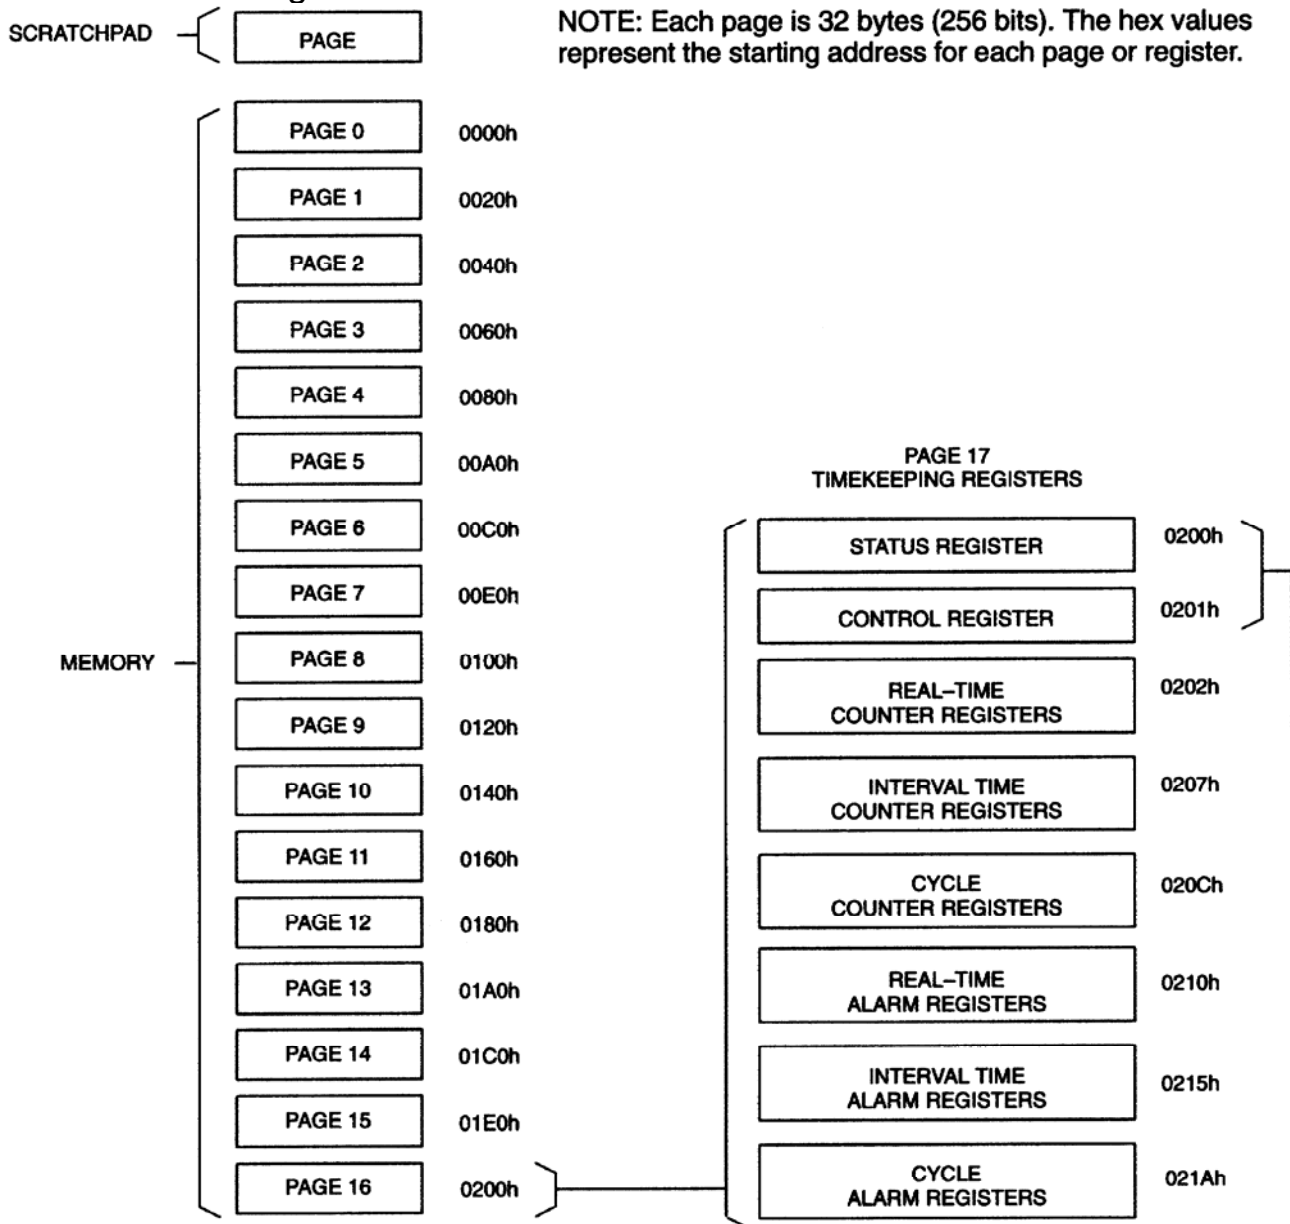 SCRATCHPAD
PAGE
NOTE: Each page is 32 bytes (256 bits). The hex values
represent the starting address for each page or register.
MEMORY
PAGE 0 0000h
PAGE 1 0020h
PAGE 2 0040h
PAGE 3 0060h
PAGE 4 0080h
PAGE 5 00A0h
PAGE 6 00C0h
PAGE 7 00E0h
PAGE 8 0100h
PAGE 9 0120h
PAGE 10 0140h
PAGE 11 0160h
PAGE 12 0180h
PAGE 13 01A0h
PAGE 14 01C0h
PAGE 15 01E0h
PAGE 16 0200h
PAGE 17
TIMEKEEPING REGISTERS
STATUS REGISTER 0200h
CONTROL REGISTER 0201h
REAL–TIME
COUNTER REGISTERS
0202h
INTERVAL TIME
COUNTER REGISTERS
0207h
CYCLE
COUNTER REGISTERS
020Ch
REAL–TIME
ALARM REGISTERS
0210h
INTERVAL TIME
ALARM REGISTERS
0215h
CYCLE
ALARM REGISTERS
021Ah